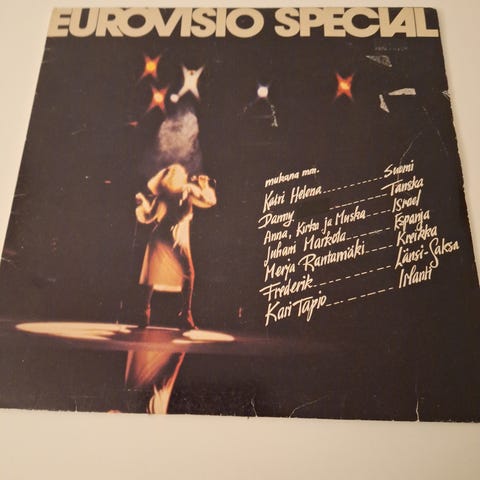 EUROVISIO SPECIAL
mukana mm.
Katri Helena Suomi
Danny Tanska
Anna, Kirka ja Muska Israel
Juhani Markola Espanja
Merja Rantamäki Kreikka
Frederik Länsi-Saksa
Kari Tapio Irlanti